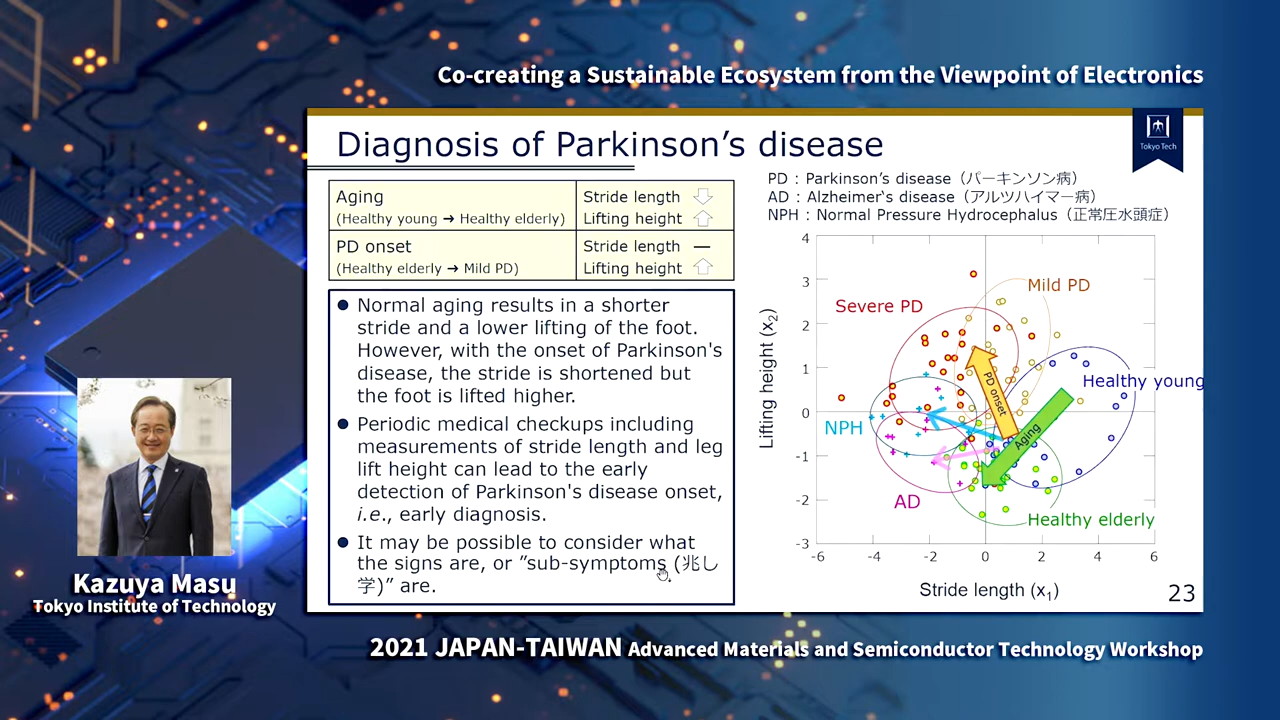 Co-creating a Sustainable Ecosystem from the Viewpoint of Electronics
Diagnosis of Parkinson's disease
Tokyo Tech
Aging
(Healthy young ➔ Healthy elderly)
Stride length ⇩
Lifting height ⇧
PD onset
(Healthy elderly ➔ Mild PD)
Stride length —
Lifting height ⇧
● Normal aging results in a shorter
stride and a lower lifting of the foot.
However, with the onset of Parkinson's
disease, the stride is shortened but
the foot is lifted higher.
● Periodic medical checkups including
measurements of stride length and leg
lift height can lead to the early
detection of Parkinson's disease onset,
i.e., early diagnosis.
● It may be possible to consider what
the signs are, or ”sub-symptoms (兆し
学)” are.
PD : Parkinson’s disease（パーキンソン病）
AD : Alzheimer‘s disease（アルツハイマー病）
NPH : Normal Pressure Hydrocephalus（正常圧水頭症）
4
3
2
1
0
-1
-2
-3
-6
-4
-2
0
2
4
6
Lifting height (x2)
Stride length (x1)
Mild PD
Severe PD
Healthy young
PD onset
Aging
NPH
AD
Healthy elderly
23
Kazuya Masu
Tokyo Institute of Technology
2021 JAPAN-TAIWAN Advanced Materials and Semiconductor Technology Workshop